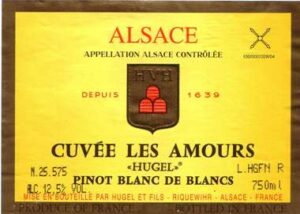 ALSACE
APPELLATION ALSACE CONTRÔLÉE
HVH
DEPUIS 1639
CUVÉE LES AMOURS
«HUGEL»®
N.25.575
L.HGFN R
PINOT BLANC DE BLANCS
ALC 12,5% VOL
750ml
MISE EN BOUTEILLE PAR HUGEL ET FILS - RIQUEWIHR - ALSACE - FRANCE
PRODUCE OF FRANCE BOTTLED IN FRANCE